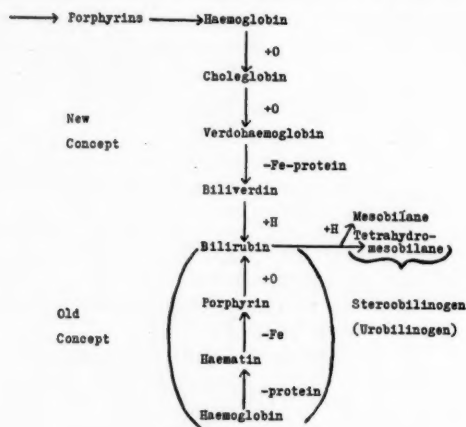 Porphyrins Haemoglobin
+O
Choleglobin
+O
New
Concept
Verdohaemoglobin
-Fe-protein
Biliverdin
+H
Bilirubin
+H
Mesobilane
Tetrahydro-
mesobilane
Stercobilinogen
(Urobilinogen)
+O
Porphyrin
Old
Concept
-Fe
Haematin
-protein
Haemoglobin